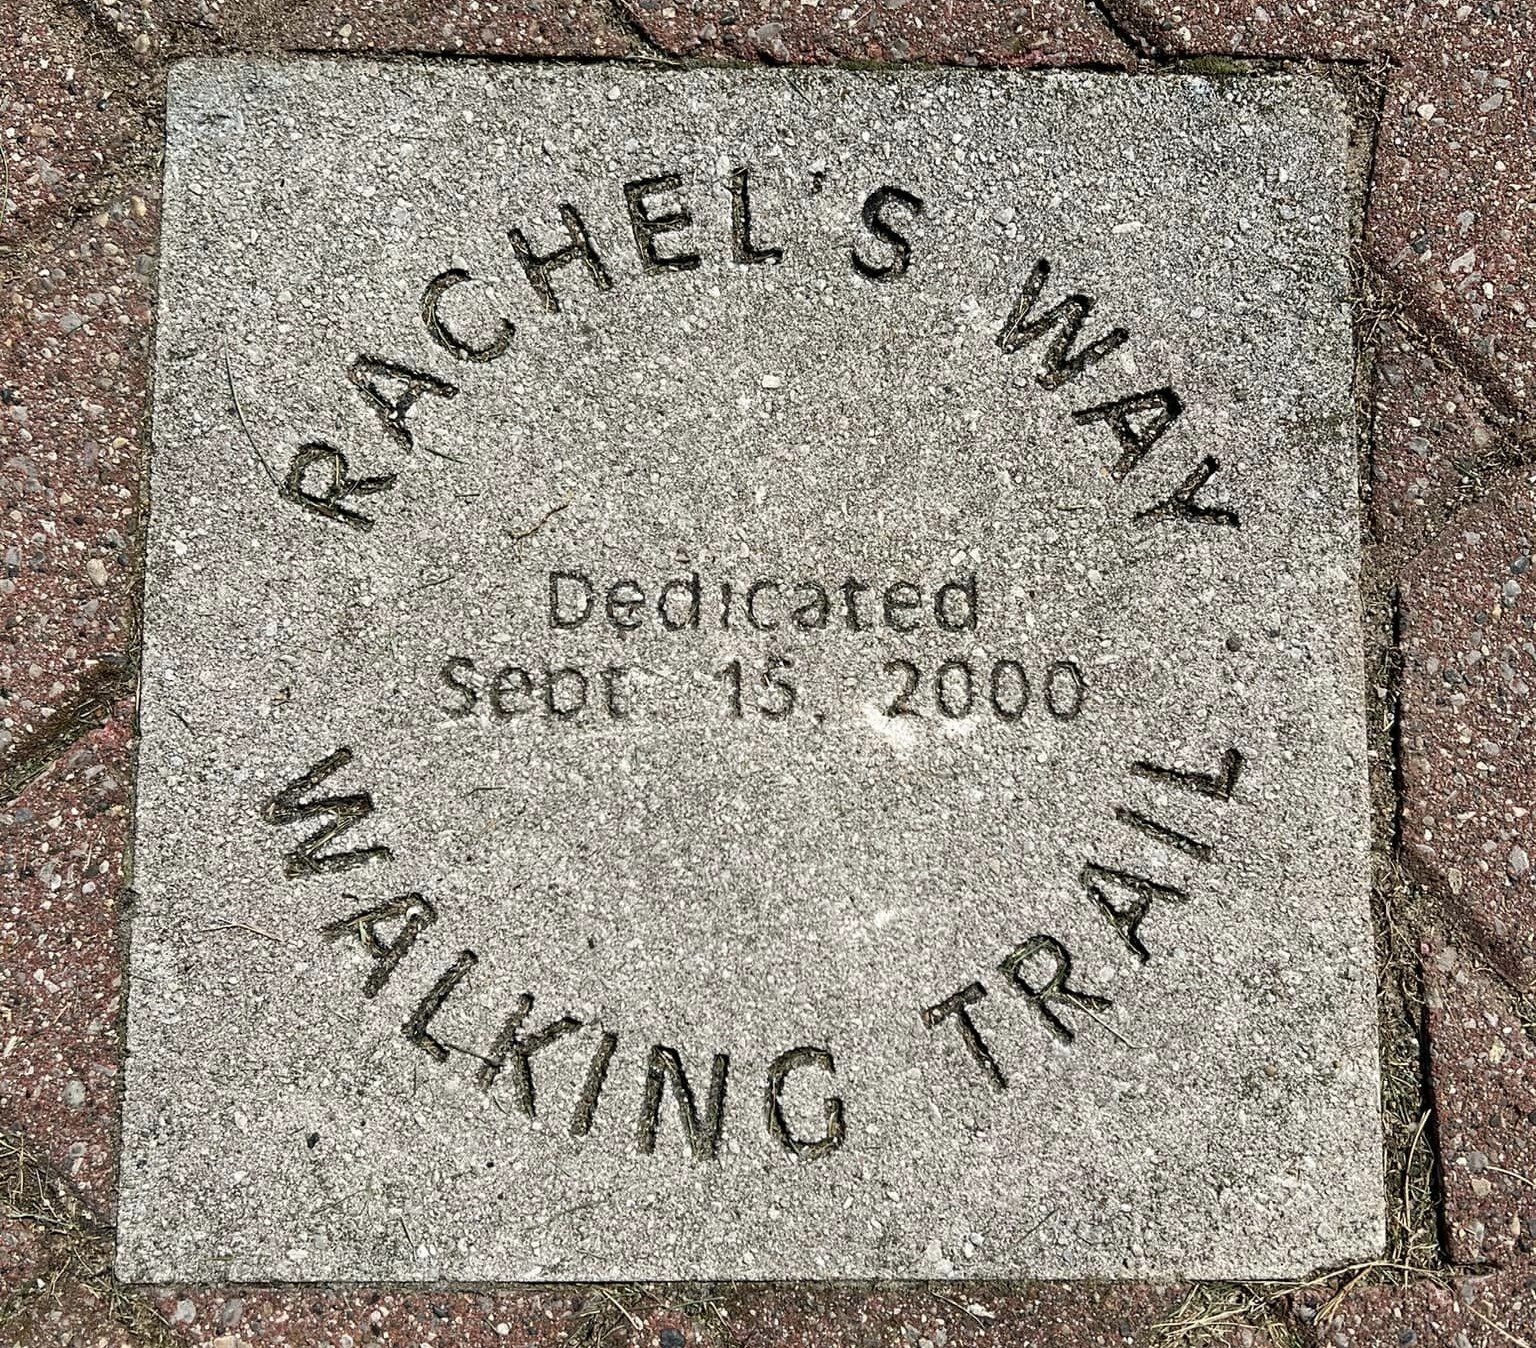 RACHEL'S WAY
Dedicated
Sept. 15, 2000
WALKING TRAIL